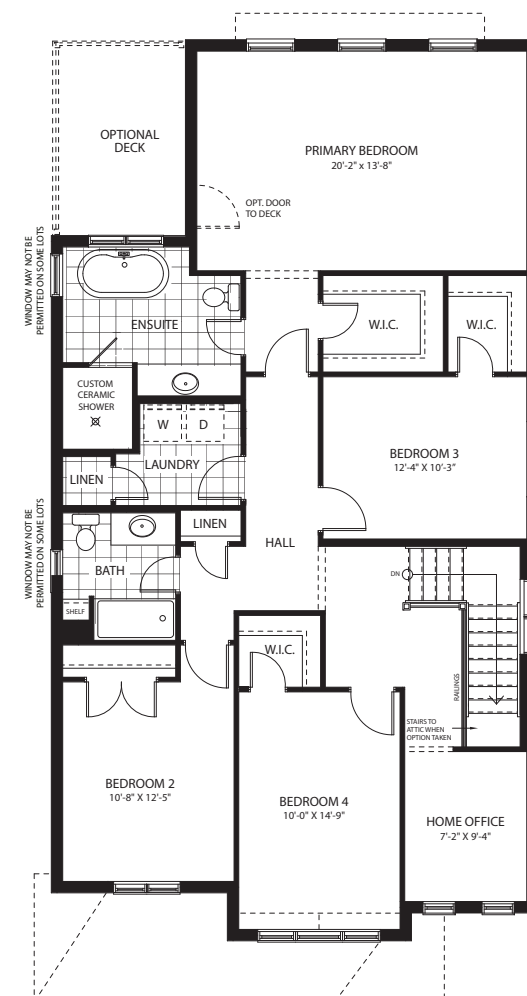 OPTIONAL
DECK
PRIMARY BEDROOM
20'-2" x 13'-8"
OPT. DOOR
TO DECK
WINDOW MAY NOT BE
PERMITTED ON SOME LOTS
ENSUITE
W.I.C.
W.I.C.
CUSTOM
CERAMIC
SHOWER
W
D
LAUNDRY
LINEN
BEDROOM 3
12'-4" X 10'-3"
LINEN
HALL
WINDOW MAY NOT BE
PERMITTED ON SOME LOTS
BATH
DN
SHELF
W.I.C.
RAILINGS
STAIRS TO
ATTIC WHEN
OPTION TAKEN
BEDROOM 2
10'-8" X 12'-5"
BEDROOM 4
10'-0" X 14'-9"
HOME OFFICE
7'-2" X 9'-4"